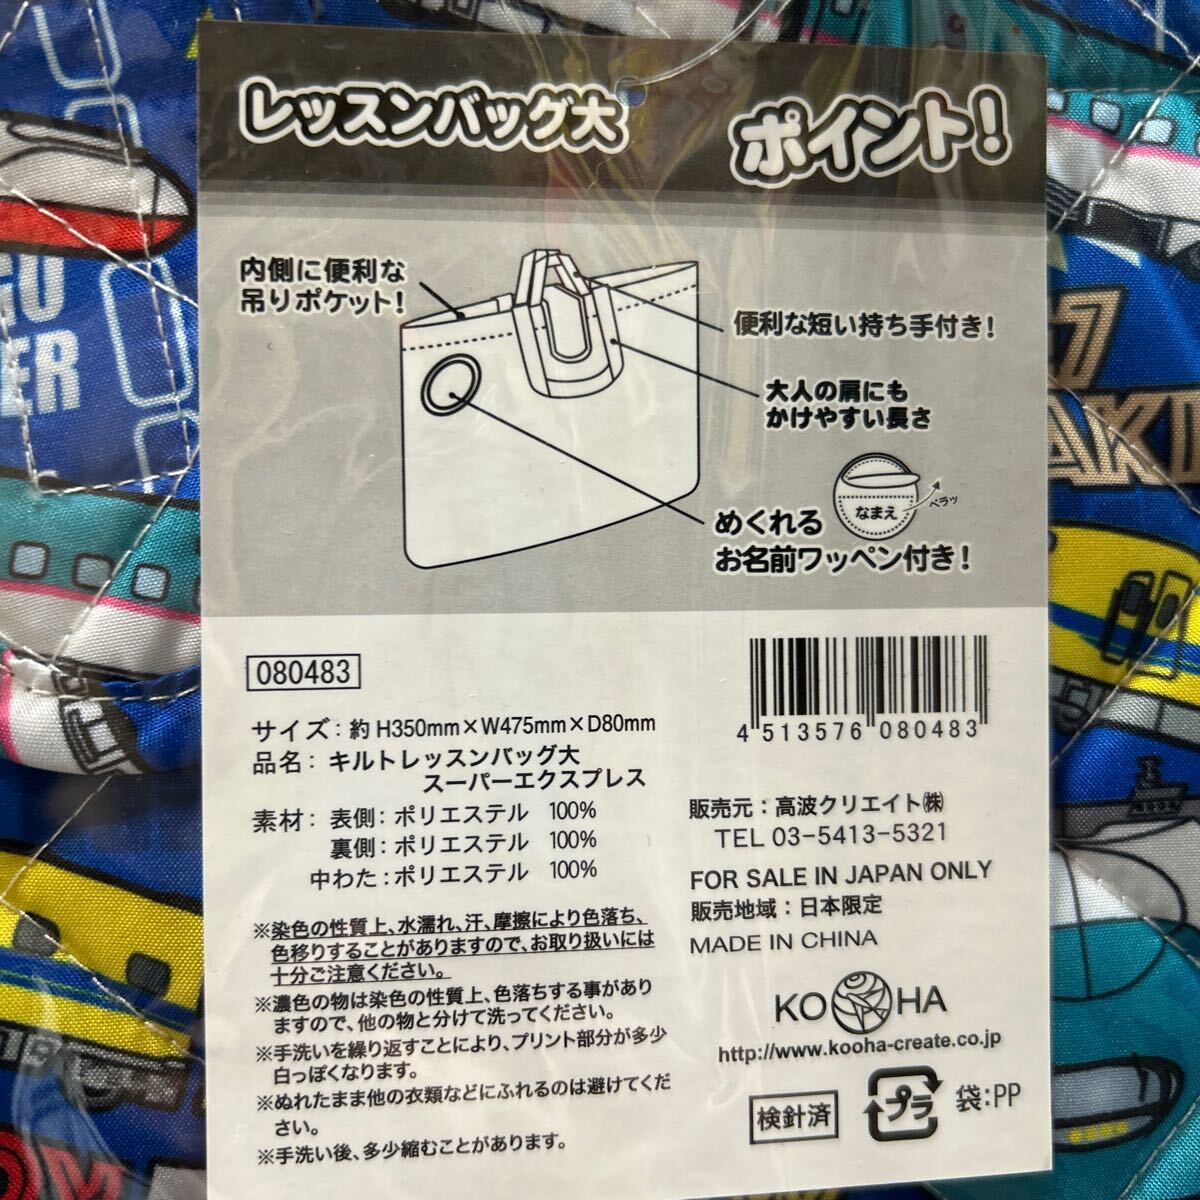 レッスンバッグ大
ポイント!
内側に便利な
吊りポケット!
便利な短い持ち手付き!
大人の肩にも
かけやすい長さ
なまえ
ペラッ
めくれる
お名前ワッペン付き!
080483
サイズ: 約 H350mm×W475mm×D80mm
品名: キルトレッスンバッグ大
スーパーエクスプレス
素材: 表側: ポリエステル 100%
裏側: ポリエステル 100%
中わた: ポリエステル 100%
※染色の性質上、水濡れ、汗、摩擦により色落ち、
色移りすることがありますので、お取り扱いには
十分ご注意ください。
※濃色の物は染色の性質上、色落ちする事があり
ますので、他の物と分けて洗ってください。
※手洗いを繰り返すことにより、プリント部分が多少
白っぽくなります。
※ぬれたまま他の衣類などにふれるのは避けてくだ
さい。
※手洗い後、多少縮むことがあります。
4 513576 080483
販売元: 高波クリエイト㈱
TEL 03-5413-5321
FOR SALE IN JAPAN ONLY
販売地域: 日本限定
MADE IN CHINA
KOOHA
http://www.kooha-create.co.jp
検針済
プラ
袋:PP